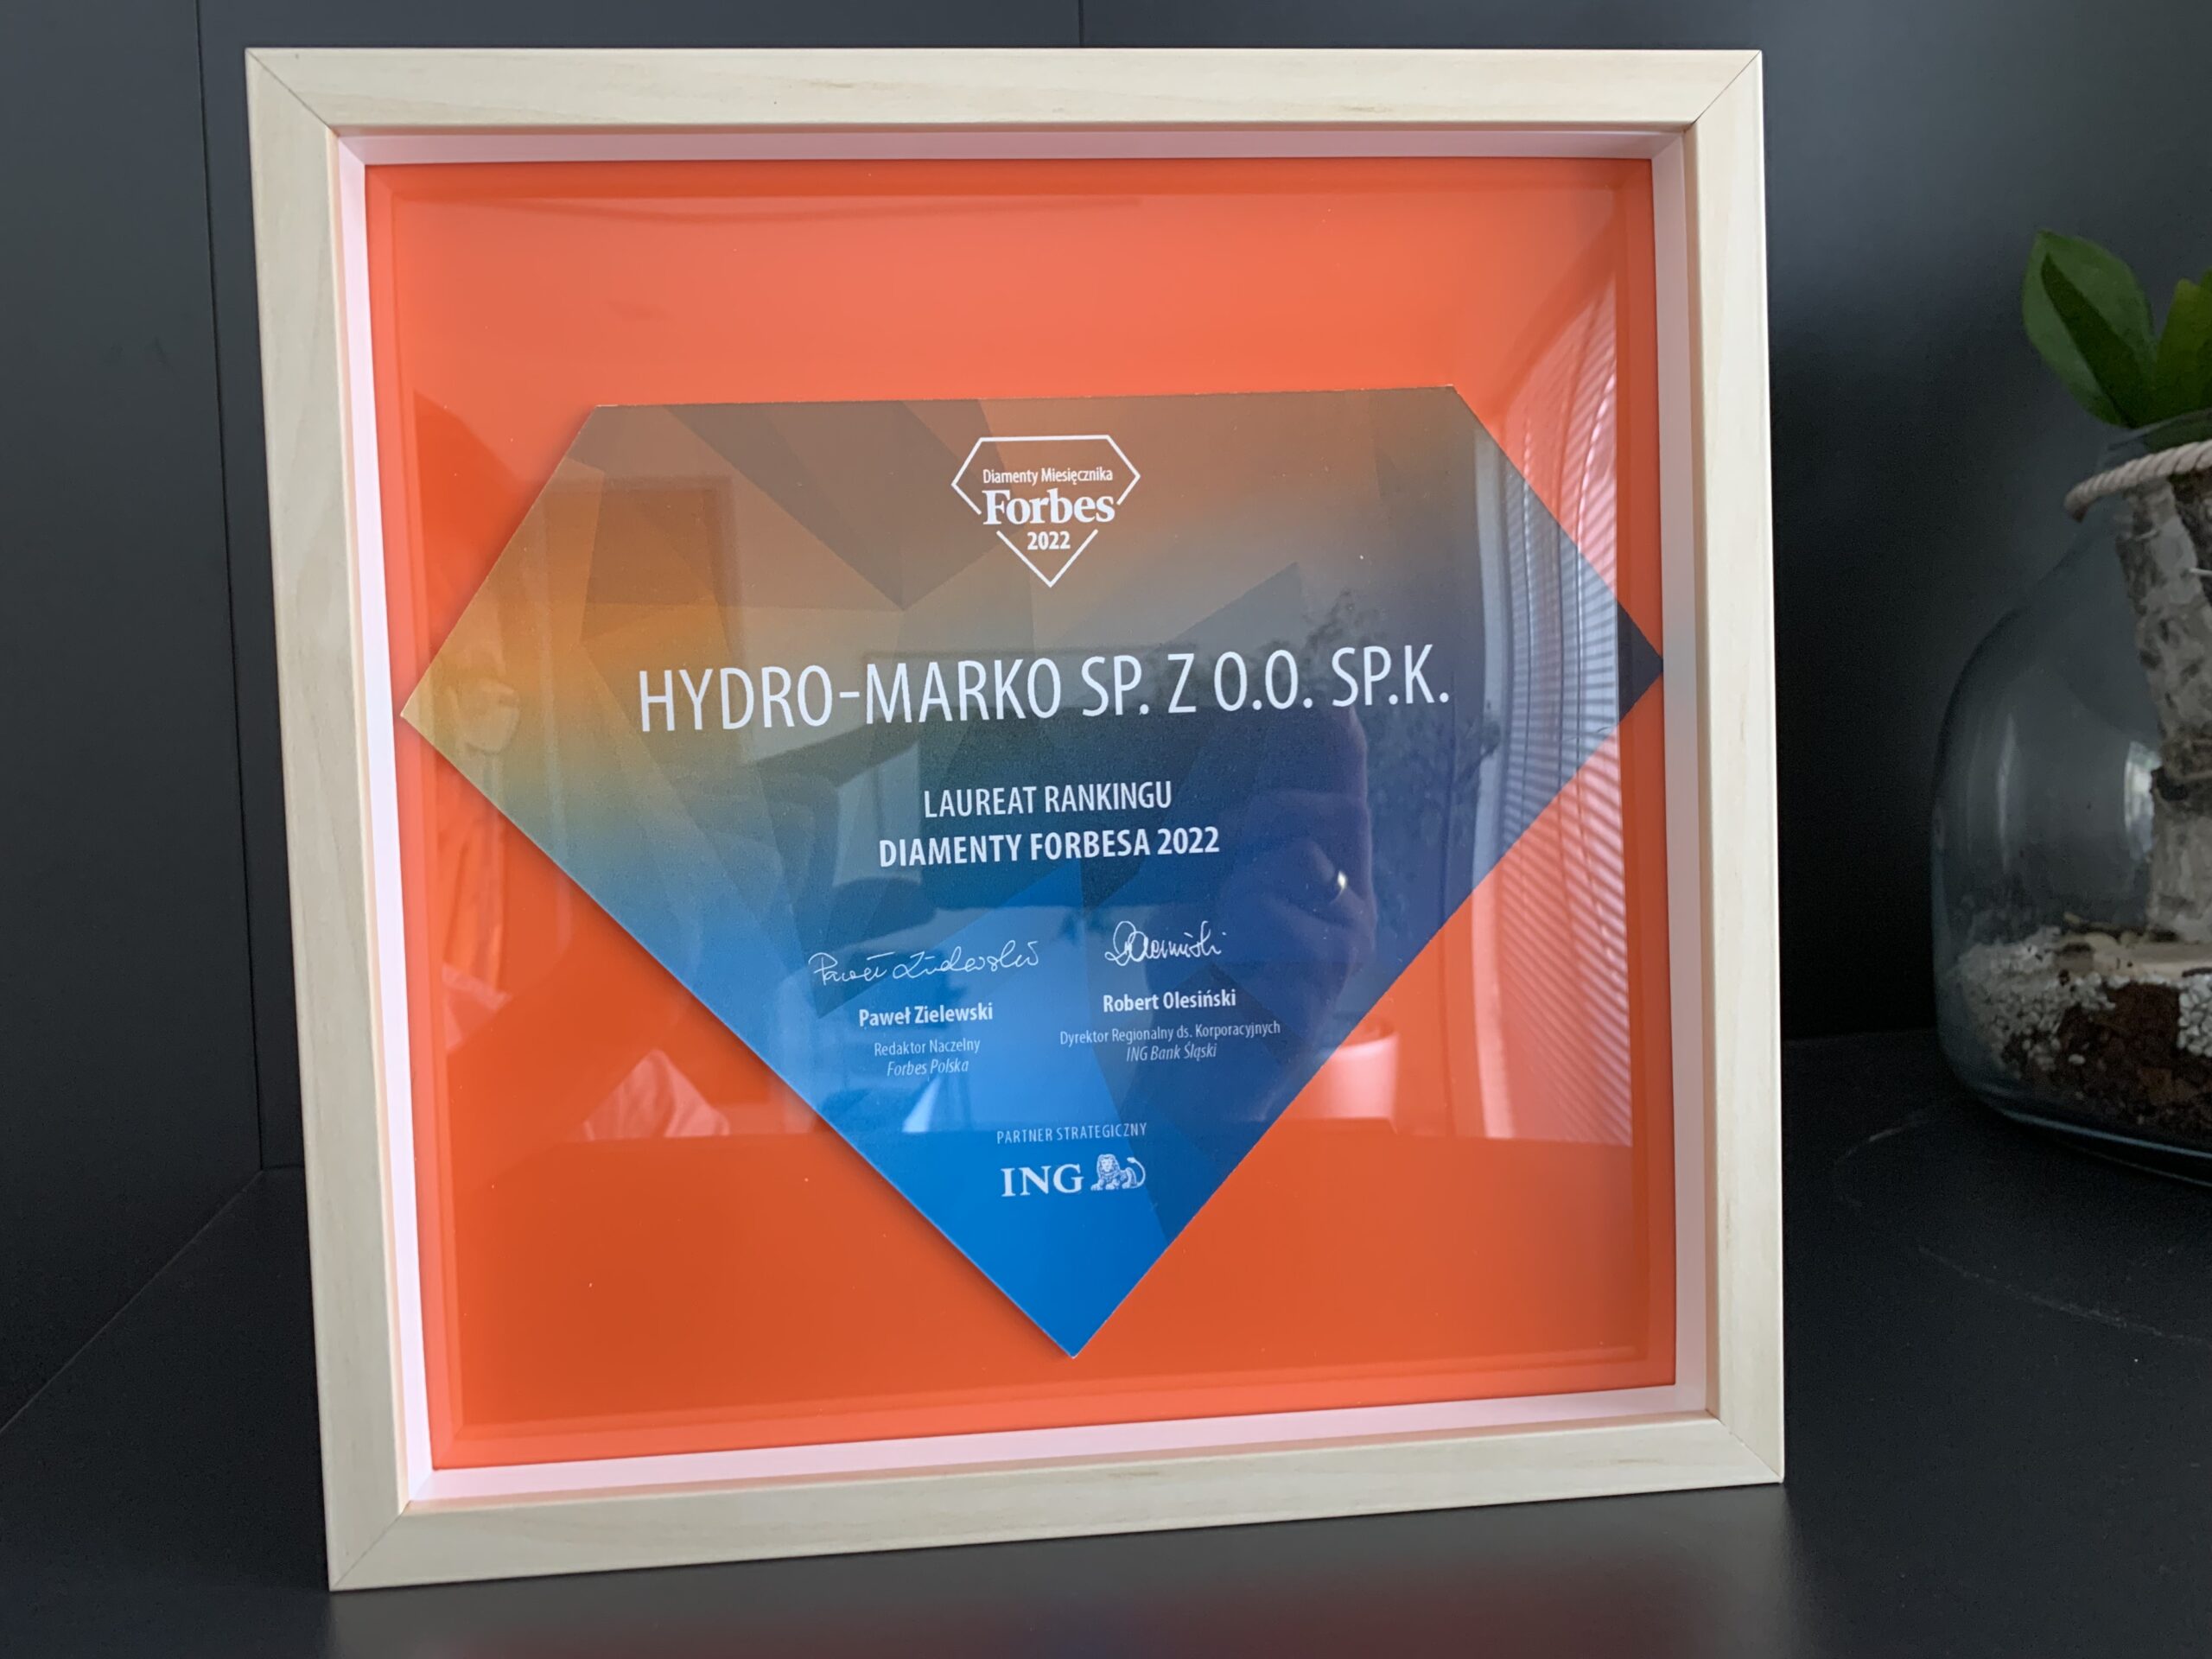 Diamenty Miesięcznika
Forbes
2022
HYDRO-MARKO SP. Z O.O. SP.K.
LAUREAT RANKINGU
DIAMENTY FORBESA 2022
Paweł Zielewski
Redaktor Naczelny
Forbes Polska
Robert Olesiński
Dyrektor Regionalny ds. Korporacyjnych
ING Bank Śląski
PARTNER STRATEGICZNY
ING